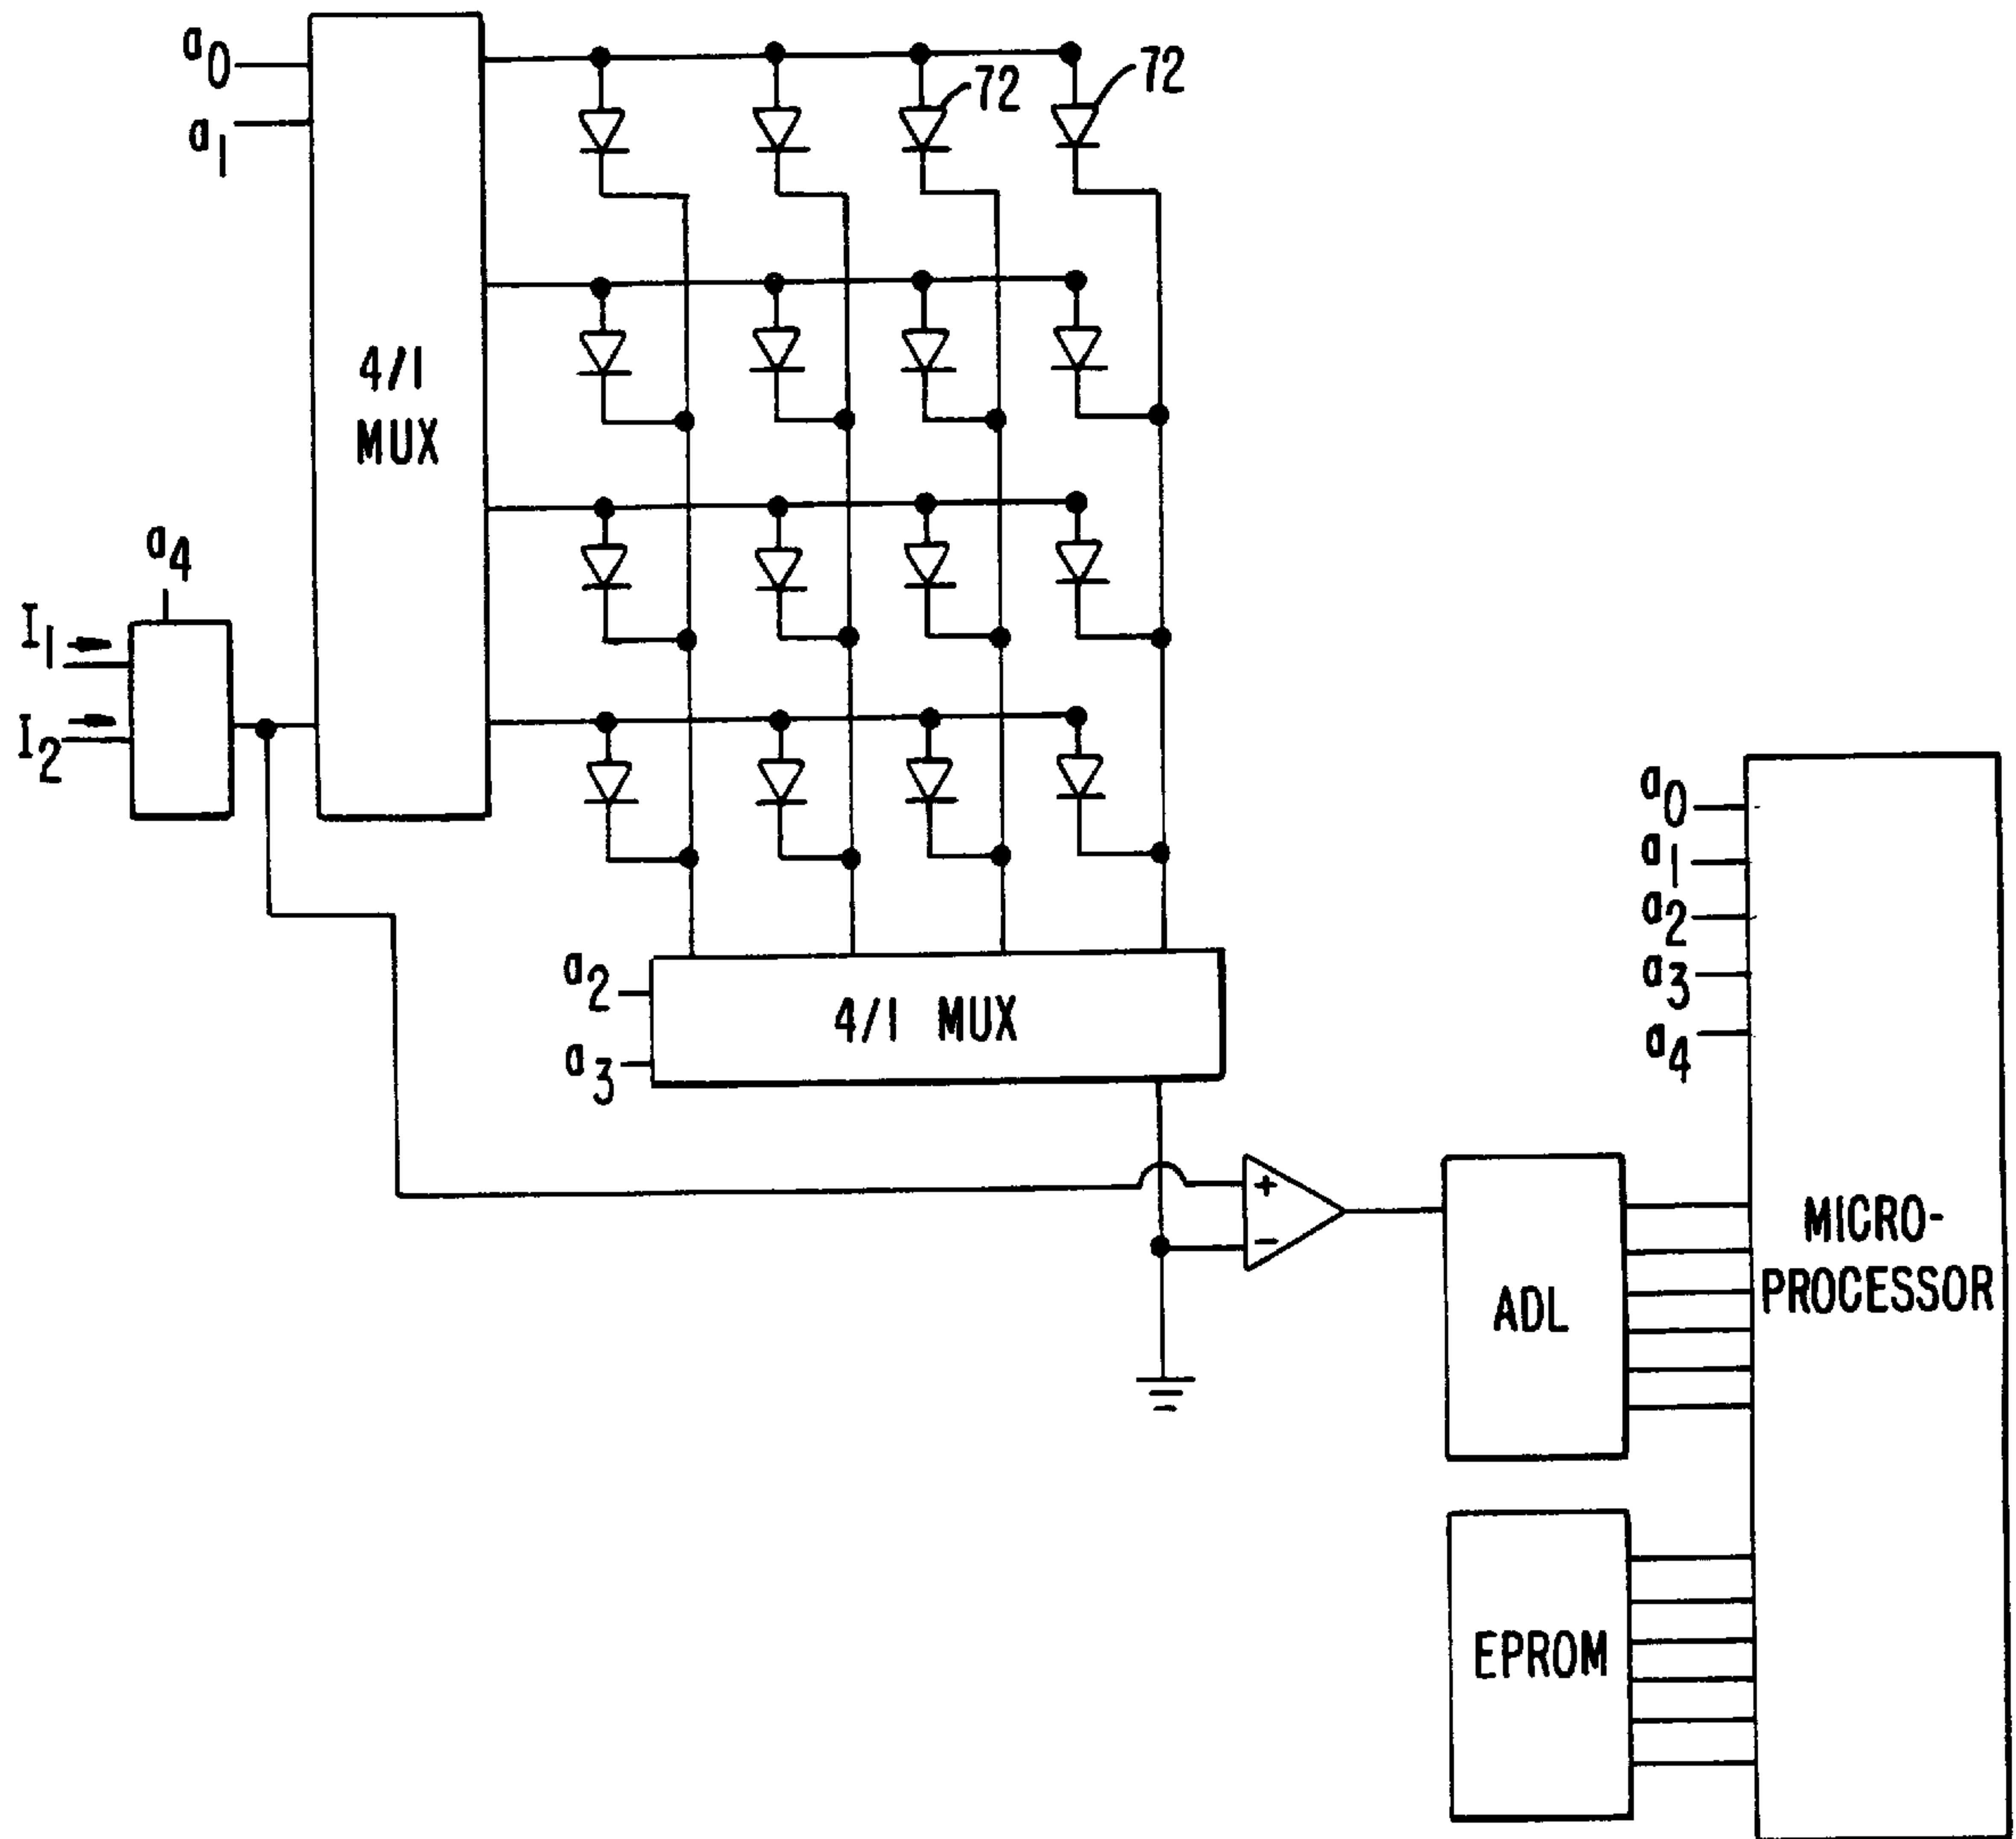 a0
a1
72
72
4/1
MUX
a4
I1
I2
a0
a1
a2
a3
a4
a2
a3
4/1 MUX
+
-
ADL
MICRO-
PROCESSOR
EPROM